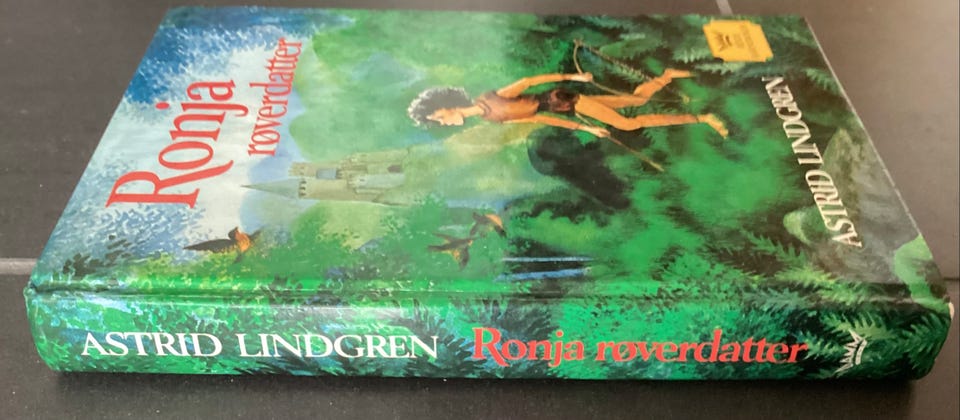 Ronja
røverdatter
ASTRID LINDGREN
ASTRID LINDGREN Ronja røverdatter